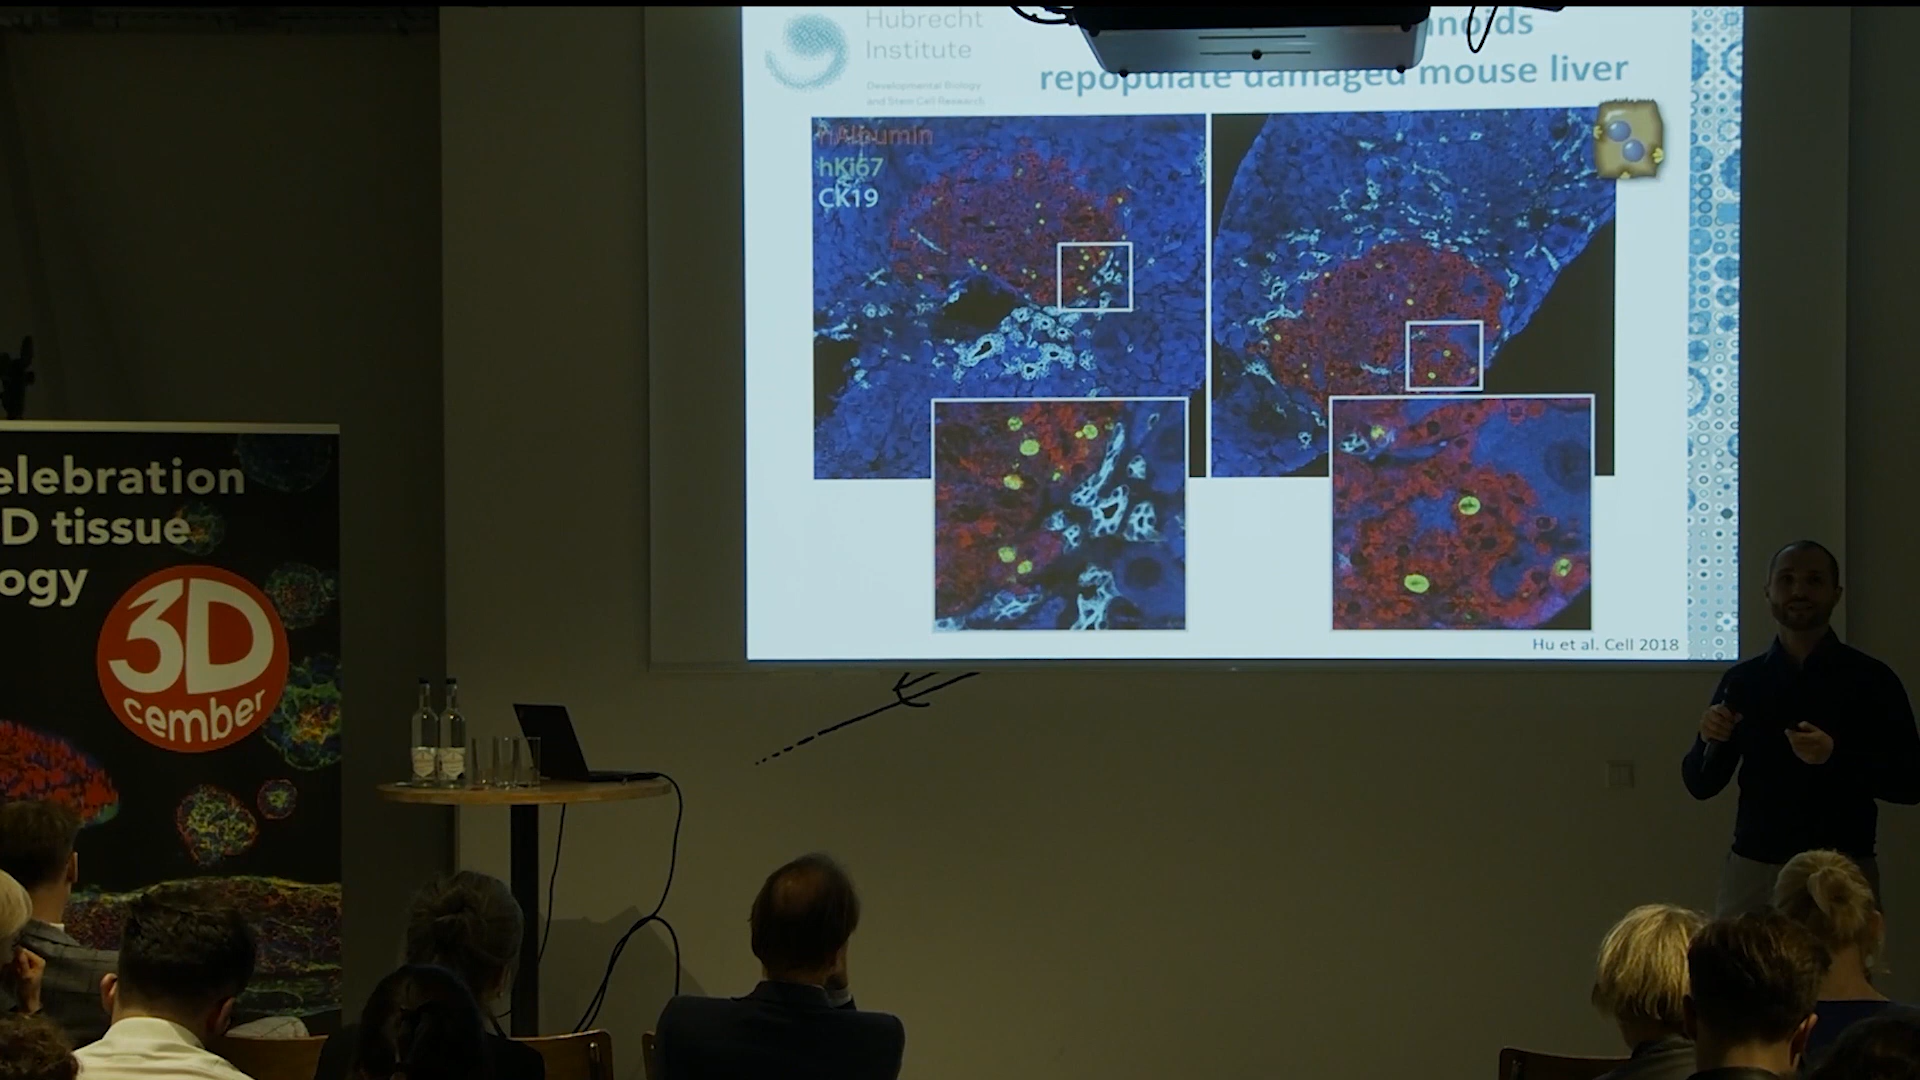 Hubrecht
Institute
Developmental Biology
and Stem Cell Research
repopulate damaged mouse liver
hAlbumin
hKi67
CK19
Hu et al. Cell 2018
elebration
D tissue
ogy
3D
cember